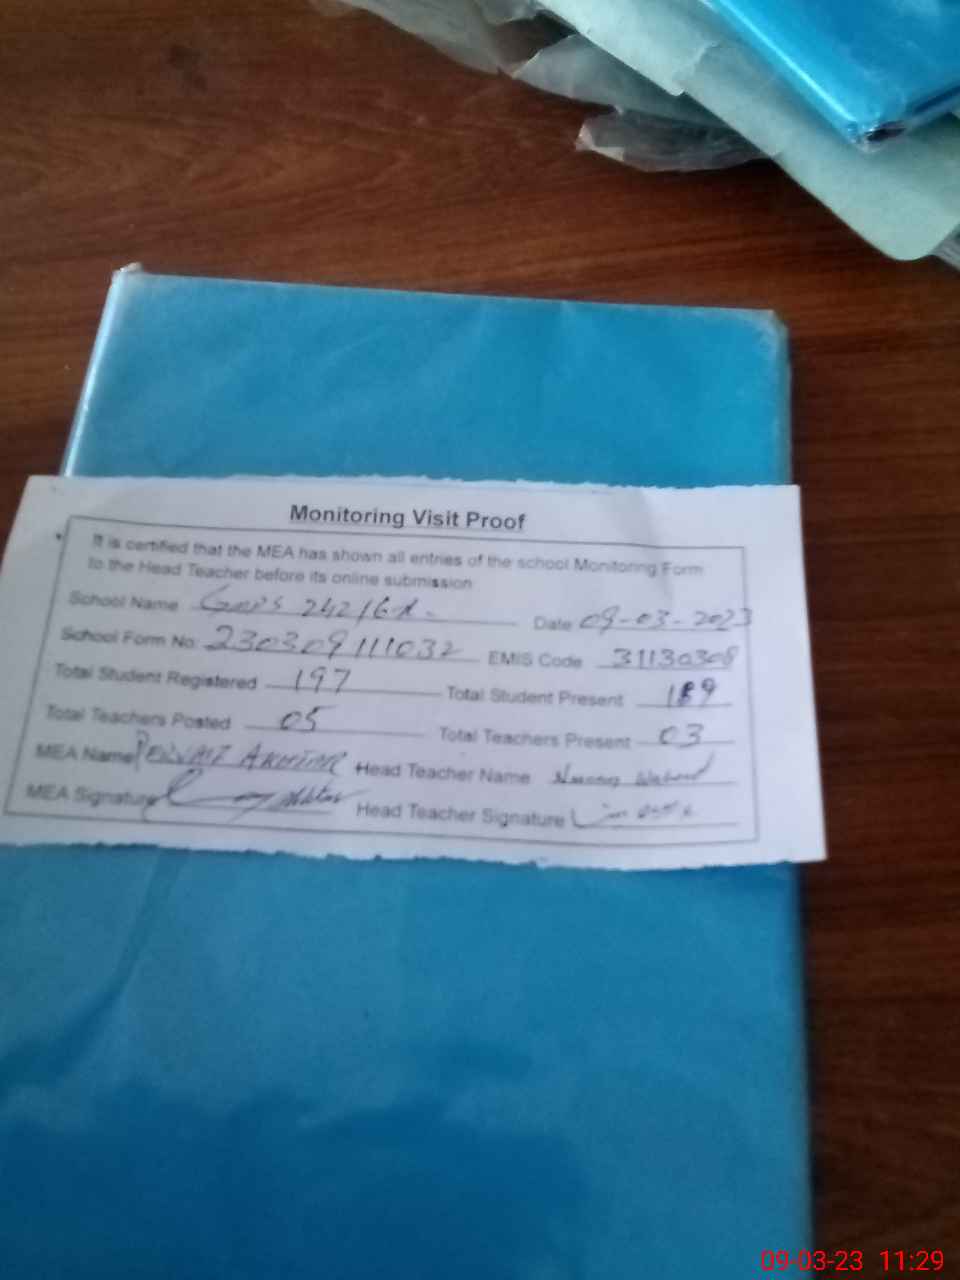 Monitoring Visit Proof
It is certified that the MEA has shown all entries of the school Monitoring Form
to the Head Teacher before its online submission
School Name 242/6.R. Date 09-03-2023
School Form No. 230309111032 EMIS Code 31130308
Total Student Registered 197 Total Student Present 189
Total Teachers Posted 05 Total Teachers Present 03
MEA Name PERVAIZ AKHTAR Head Teacher Name
MEA Signature Head Teacher Signature
09-03-23 11:29